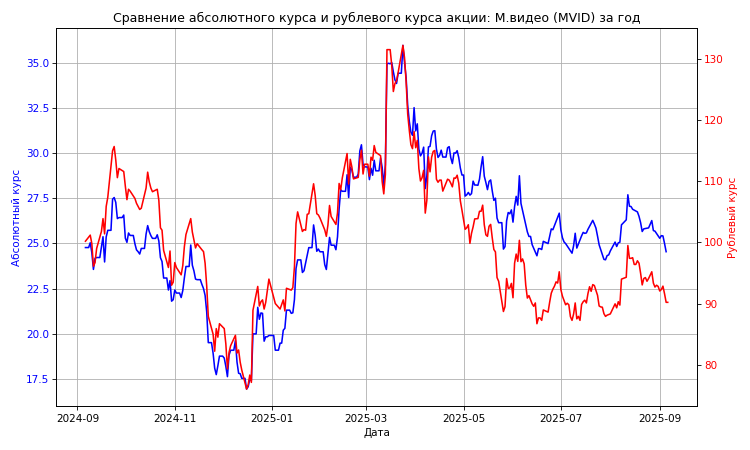 Сравнение абсолютного курса и рублевого курса акции: М.видео (MVID) за год
35.0
32.5
30.0
27.5
25.0
22.5
20.0
17.5
Абсолютный курс
130
120
110
100
90
80
Рублевый курс
2024-09 2024-11 2025-01 2025-03 2025-05 2025-07 2025-09
Дата